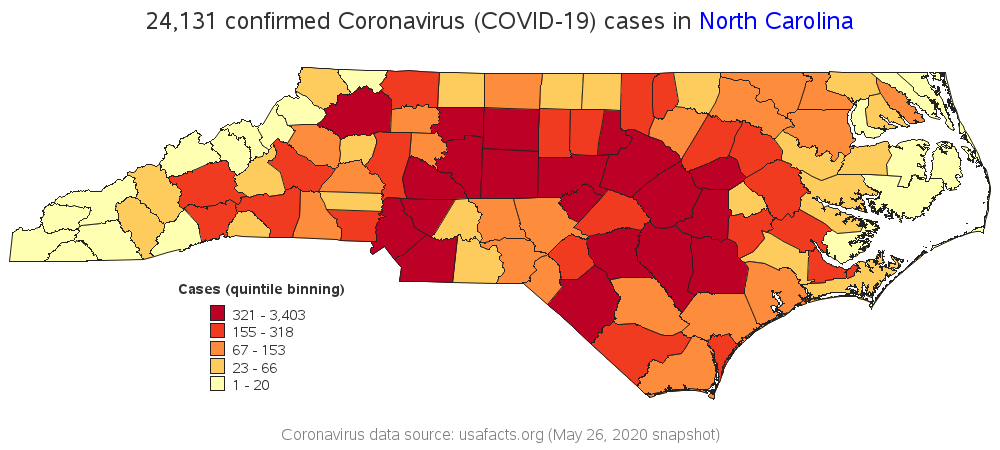 24,131 confirmed Coronavirus (COVID-19) cases in North Carolina
Cases (quintile binning)
321 - 3,403
155 - 318
67 - 153
23 - 66
1 - 20
Coronavirus data source: usafacts.org (May 26, 2020 snapshot)